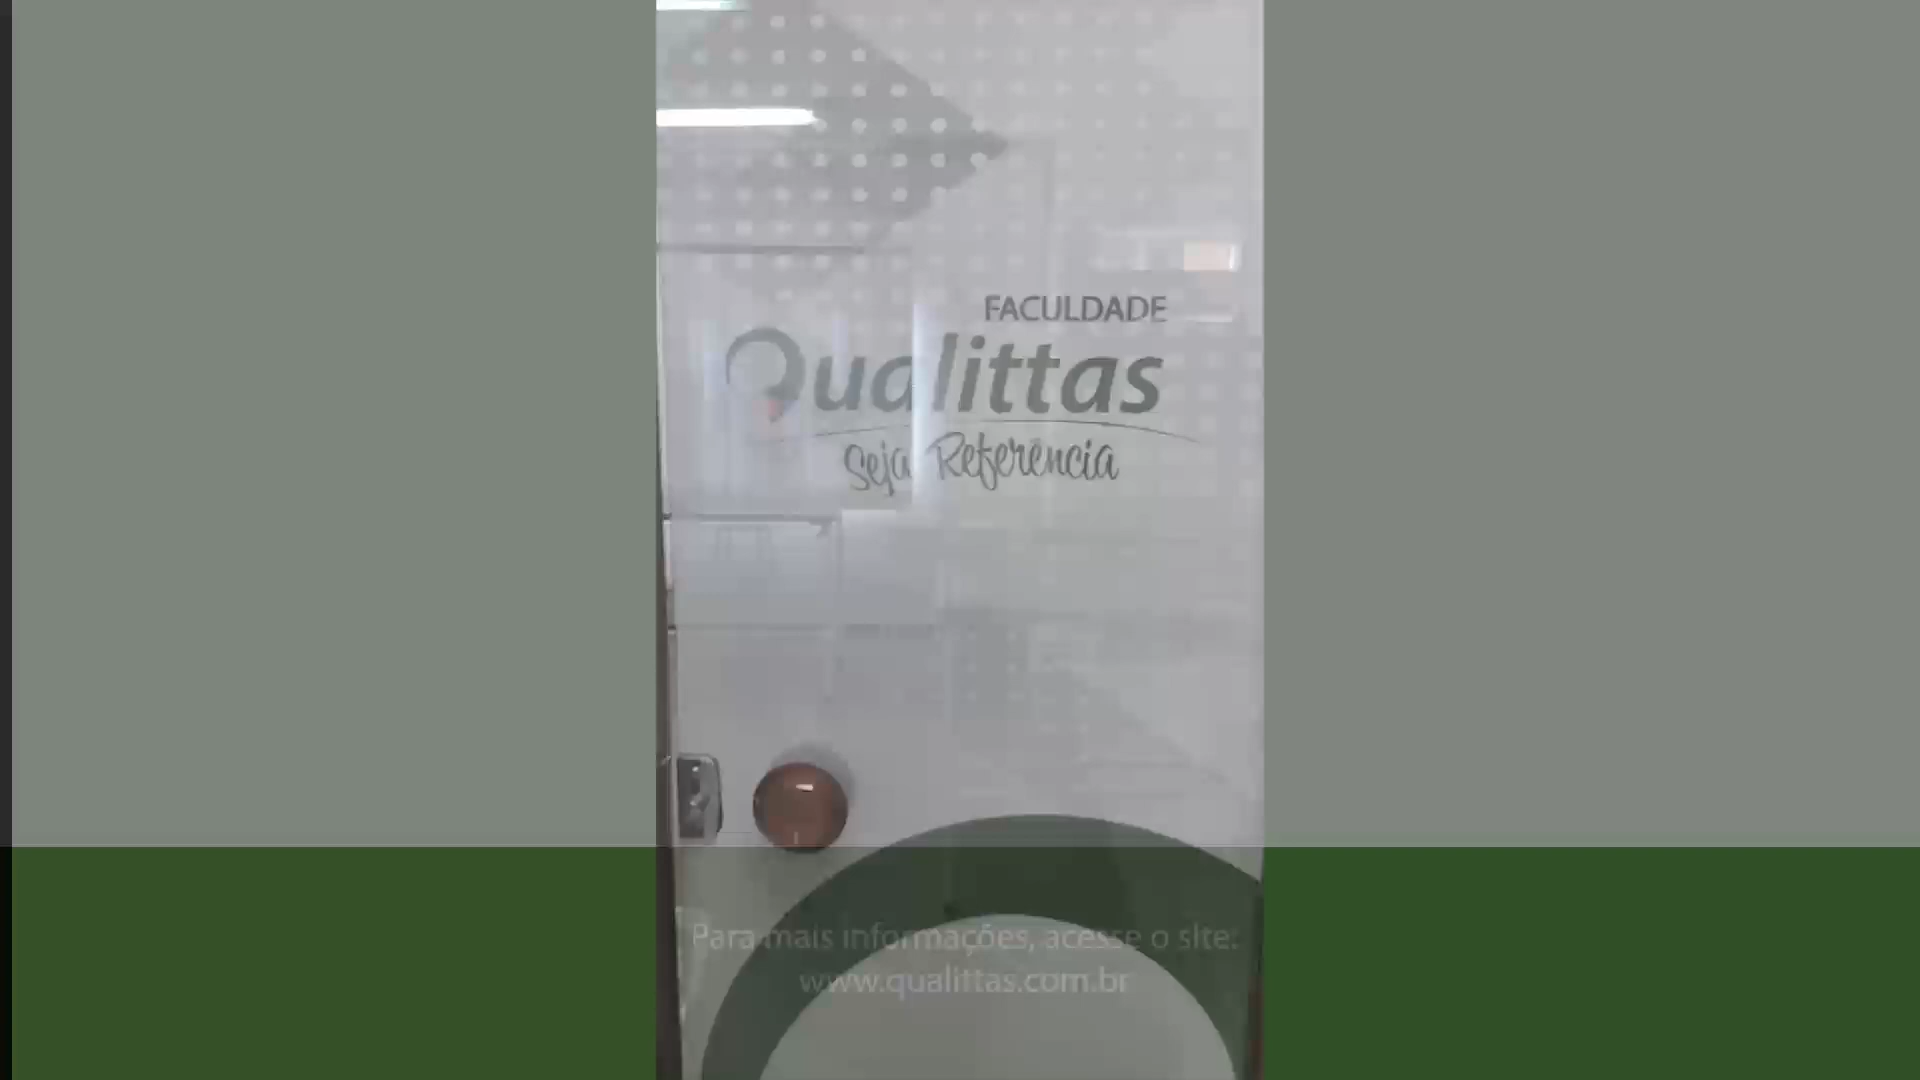 FACULDADE
Qualittas
Seja Referência
Para mais informações, acesse o site:
www.qualittas.com.br